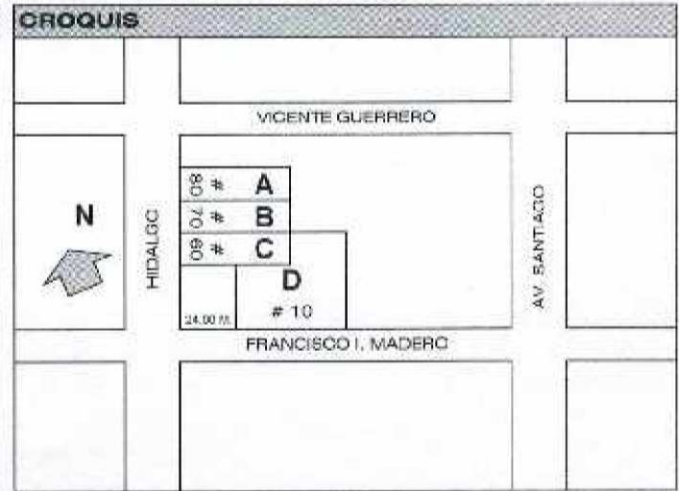 CROQUIS
VICENTE GUERRERO
# 80 A
# 70 B
# 60 C
N
HIDALGO
AV. SANTIAGO
D
# 10
24.00 M.
FRANCISCO I. MADERO